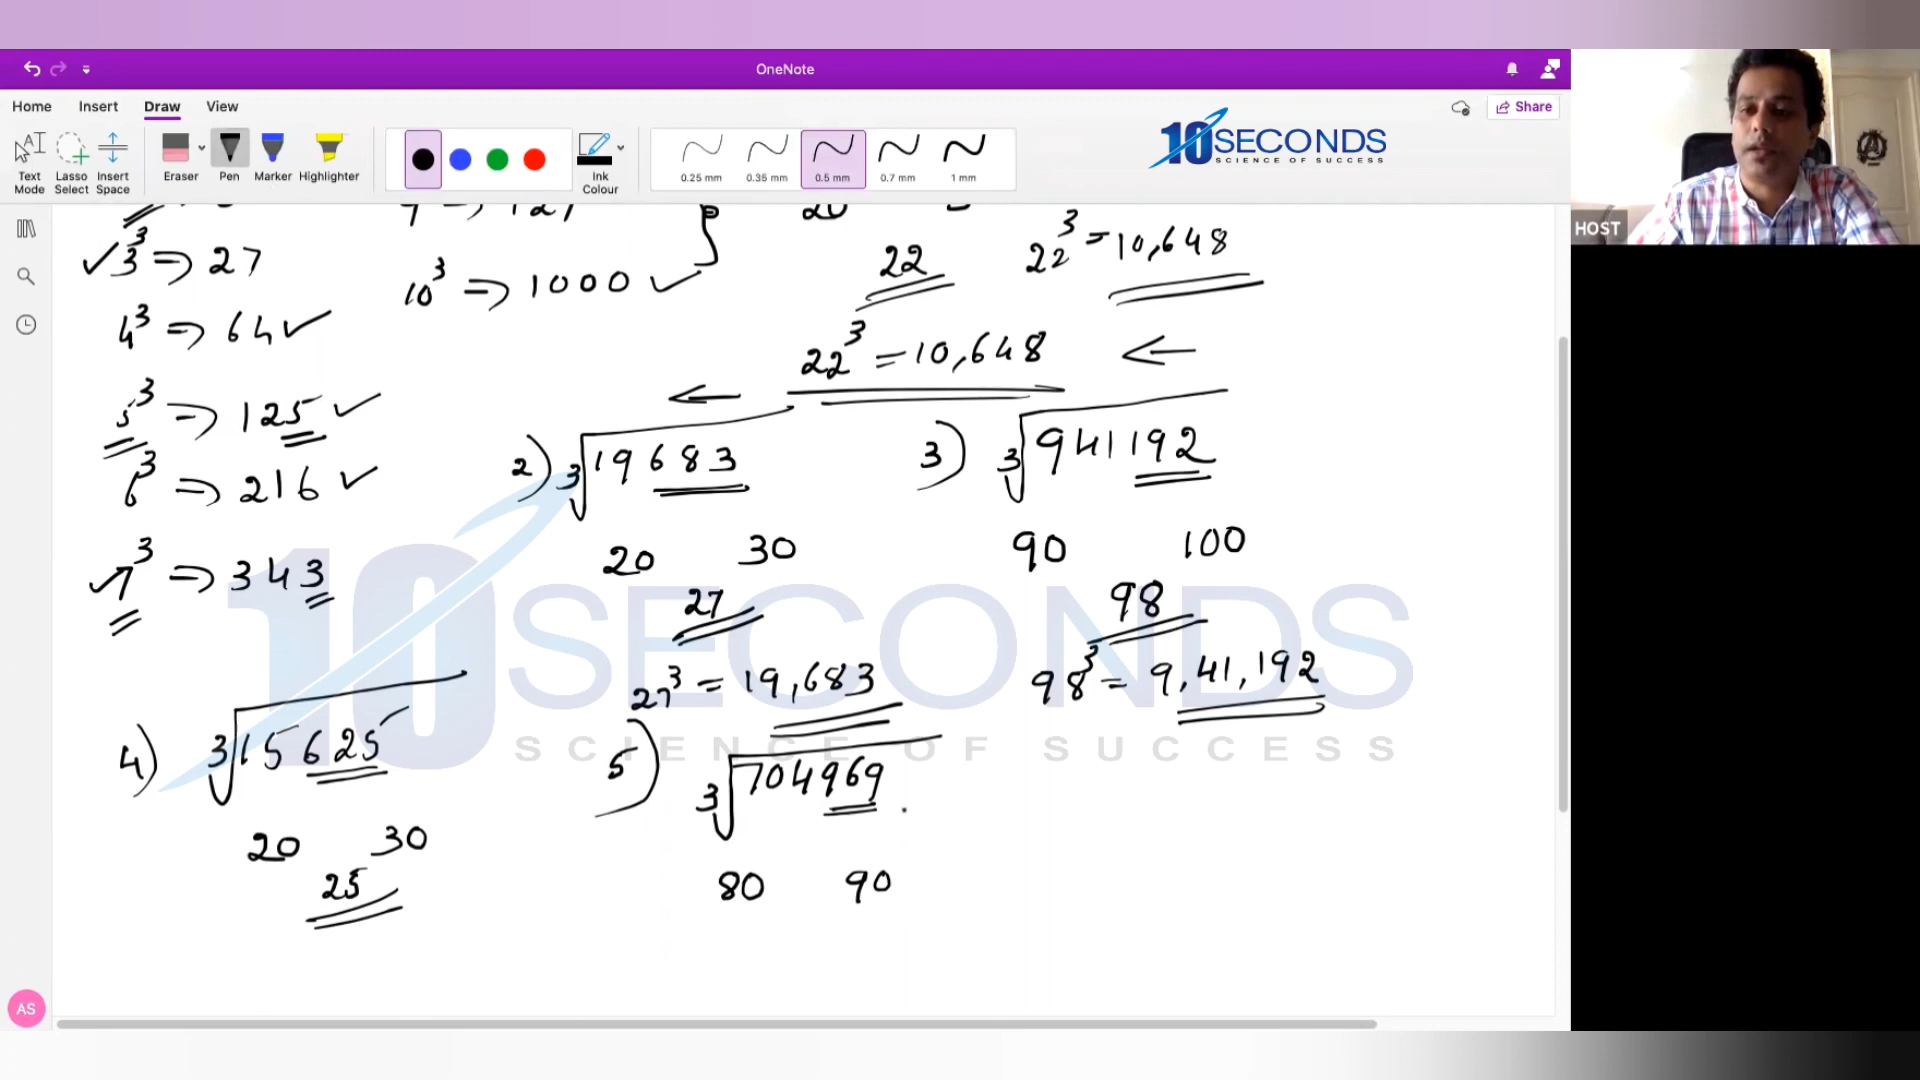 OneNote
Home Insert Draw View
Share
Text Mode
Lasso Select
Insert Space
Eraser
Pen
Marker
Highlighter
Ink Colour
0.25 mm
0.35 mm
0.5 mm
0.7 mm
1 mm
10SECONDS
SCIENCE OF SUCCESS
HOST
3³ => 27
4³ => 64
5³ => 125
6³ => 216
7³ => 343
10³ => 1000
22
22³ = 10,648
22³ = 10,648
2) ∛19683
20 30
27
27³ = 19,683
3) ∛941192
90 100
98
98³ = 9,41,192
4) ∛15625
20 30
25
5) ∛704969
80 90
10SECONDS
SCIENCE OF SUCCESS
AS